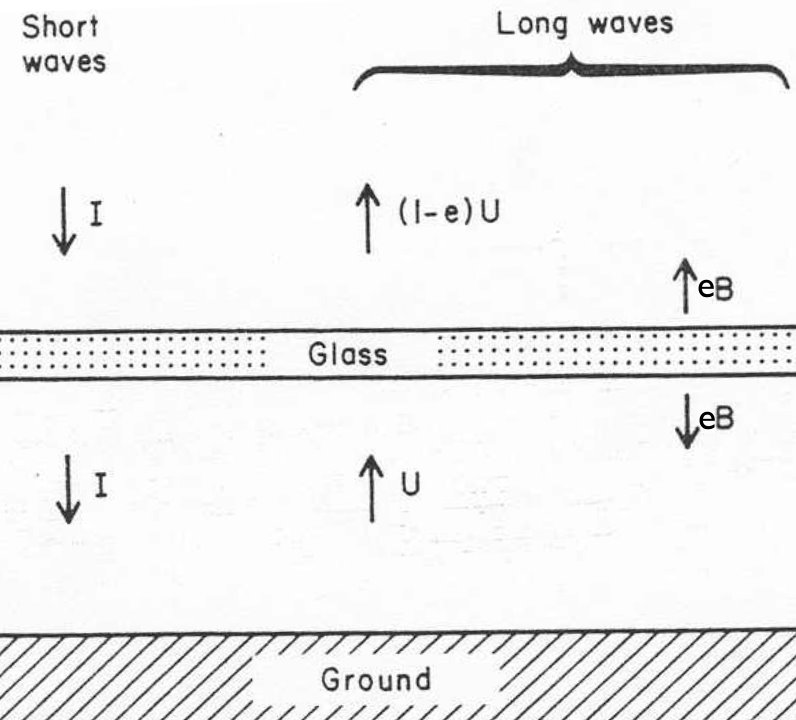 Short
waves
Long waves
I
(1-e)U
eB
Glass
eB
I
U
Ground